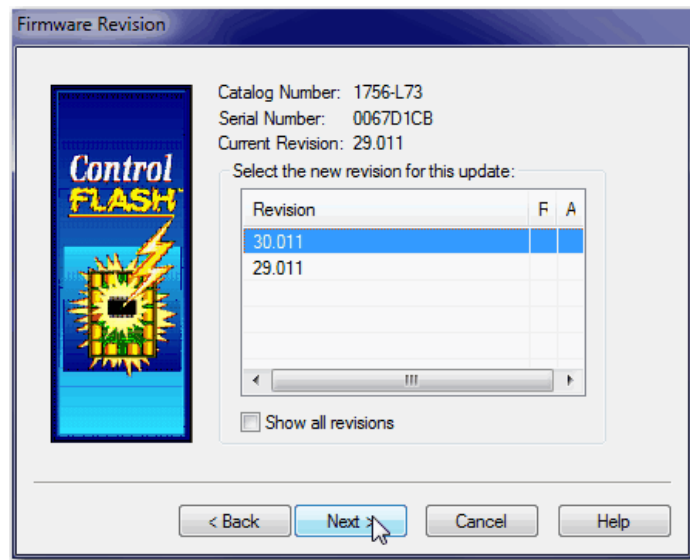 Firmware Revision
Catalog Number: 1756-L73
Serial Number: 0067D1CB
Current Revision: 29.011
Control
FLASH
Select the new revision for this update:
Revision F A
30.011
29.011
Show all revisions
< Back Next > Cancel Help